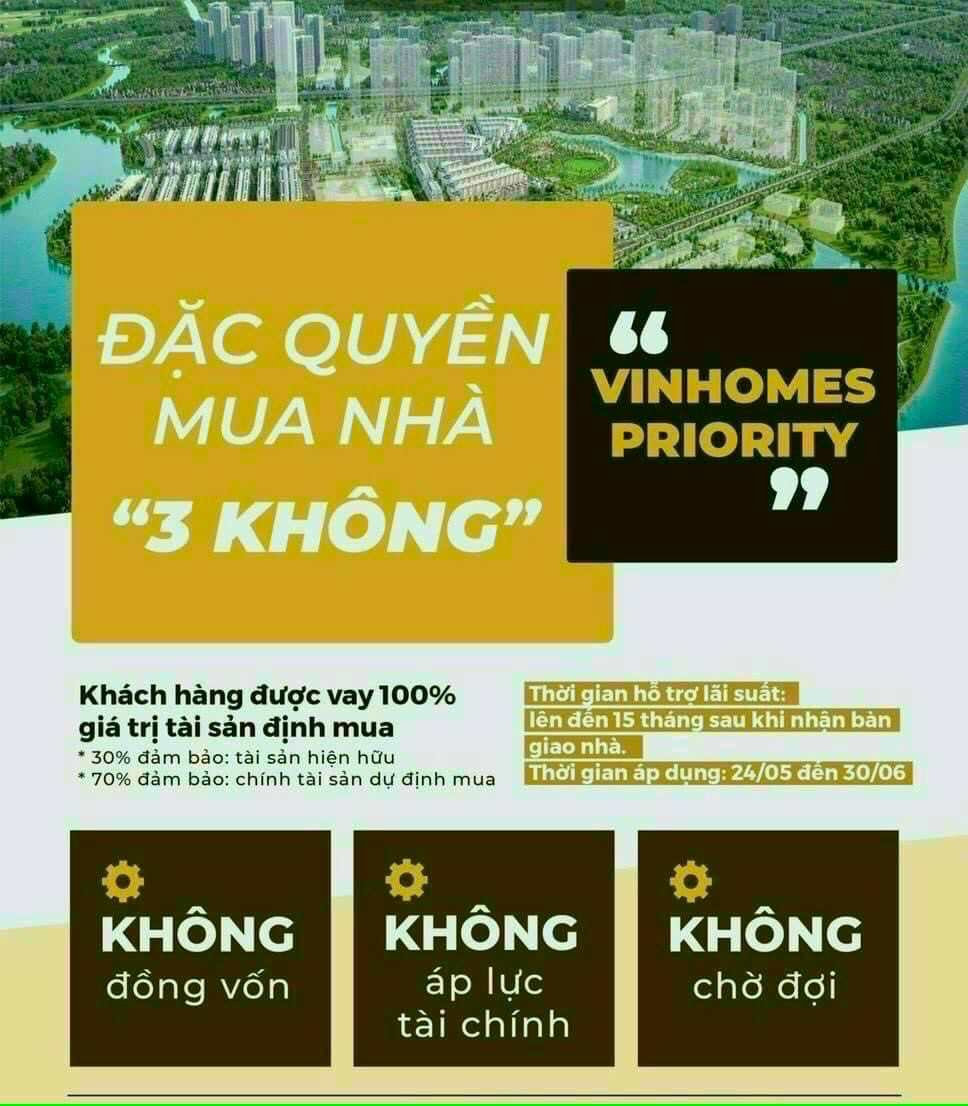 ĐẶC QUYỀN
MUA NHÀ
“3 KHÔNG”
“
VINHOMES
PRIORITY
”
Khách hàng được vay 100%
giá trị tài sản định mua
* 30% đảm bảo: tài sản hiện hữu
* 70% đảm bảo: chính tài sản dự định mua
Thời gian hỗ trợ lãi suất:
lên đến 15 tháng sau khi nhận bàn
giao nhà.
Thời gian áp dụng: 24/05 đến 30/06
KHÔNG
đồng vốn
KHÔNG
áp lực
tài chính
KHÔNG
chờ đợi